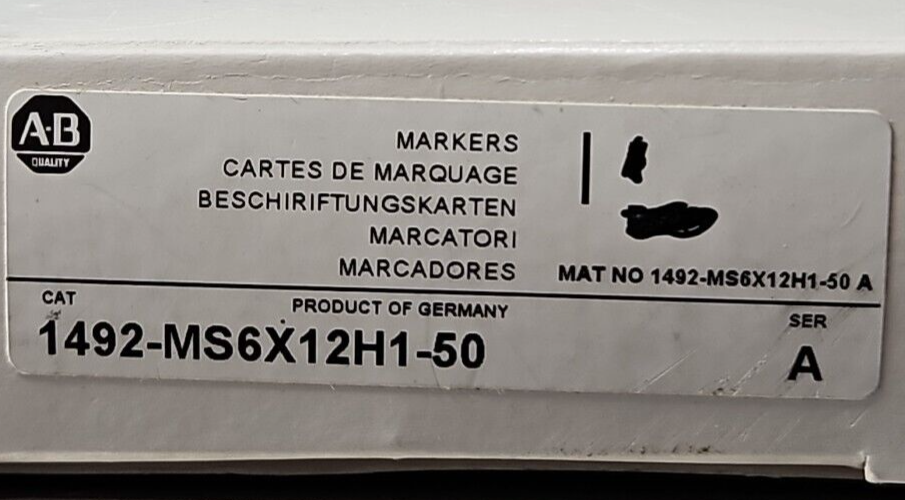 A-B
QUALITY
MARKERS
CARTES DE MARQUAGE
BESCHIRIFTUNGSKARTEN
MARCATORI
MARCADORES
MAT NO 1492-MS6X12H1-50 A
CAT
PRODUCT OF GERMANY
SER
1492-MS6X12H1-50
A